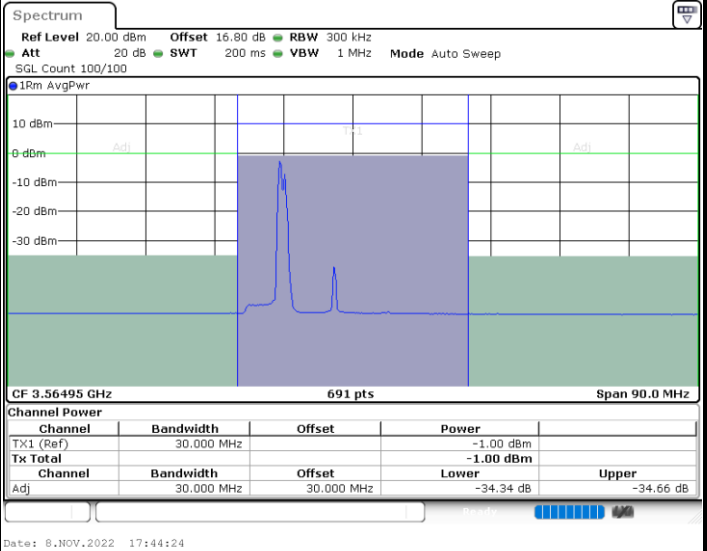 Spectrum
Ref Level 20.00 dBm Offset 16.80 dB RBW 300 kHz
Att 20 dB SWT 200 ms VBW 1 MHz Mode Auto Sweep
SGL Count 100/100
1Rm AvgPwr
10 dBm
TX1
0 dBm
Adj
Adj
-10 dBm
-20 dBm
-30 dBm
CF 3.56495 GHz 691 pts Span 90.0 MHz
Channel Power
Channel Bandwidth Offset Power
TX1 (Ref) 30.000 MHz -1.00 dBm
Tx Total -1.00 dBm
Channel Bandwidth Offset Lower Upper
Adj 30.000 MHz 30.000 MHz -34.34 dB -34.66 dB
Ready
Date: 8.NOV.2022 17:44:24